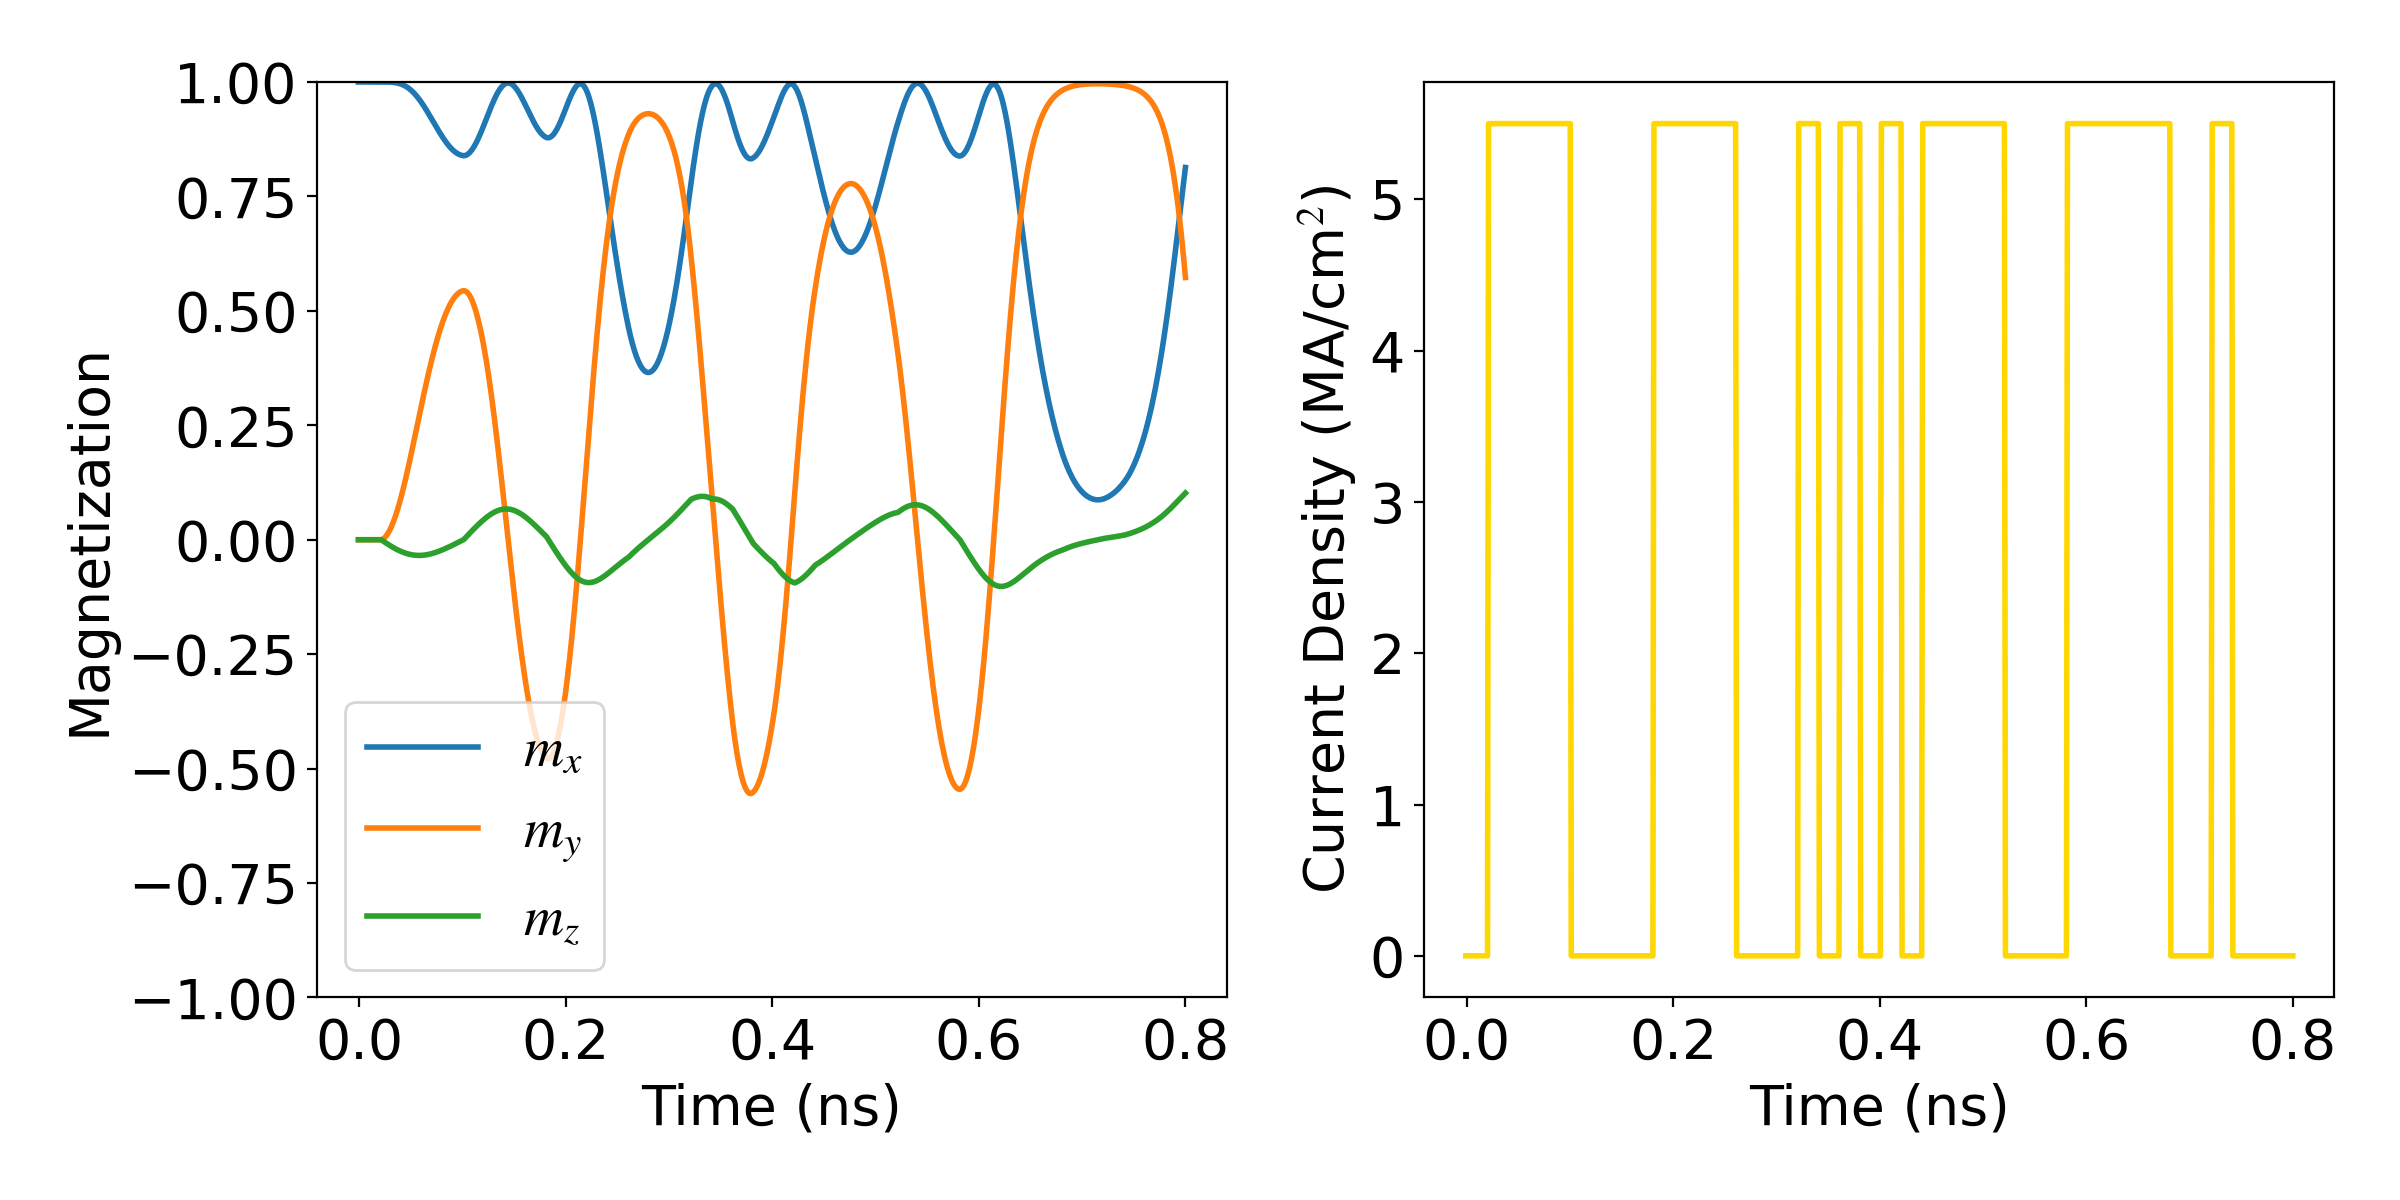 Magnetization
1.00
0.75
0.50
0.25
0.00
−0.25
−0.50
−0.75
−1.00
m_x
m_y
m_z
0.0 0.2 0.4 0.6 0.8
Time (ns)
Current Density (MA/cm²)
5
4
3
2
1
0
0.0 0.2 0.4 0.6 0.8
Time (ns)